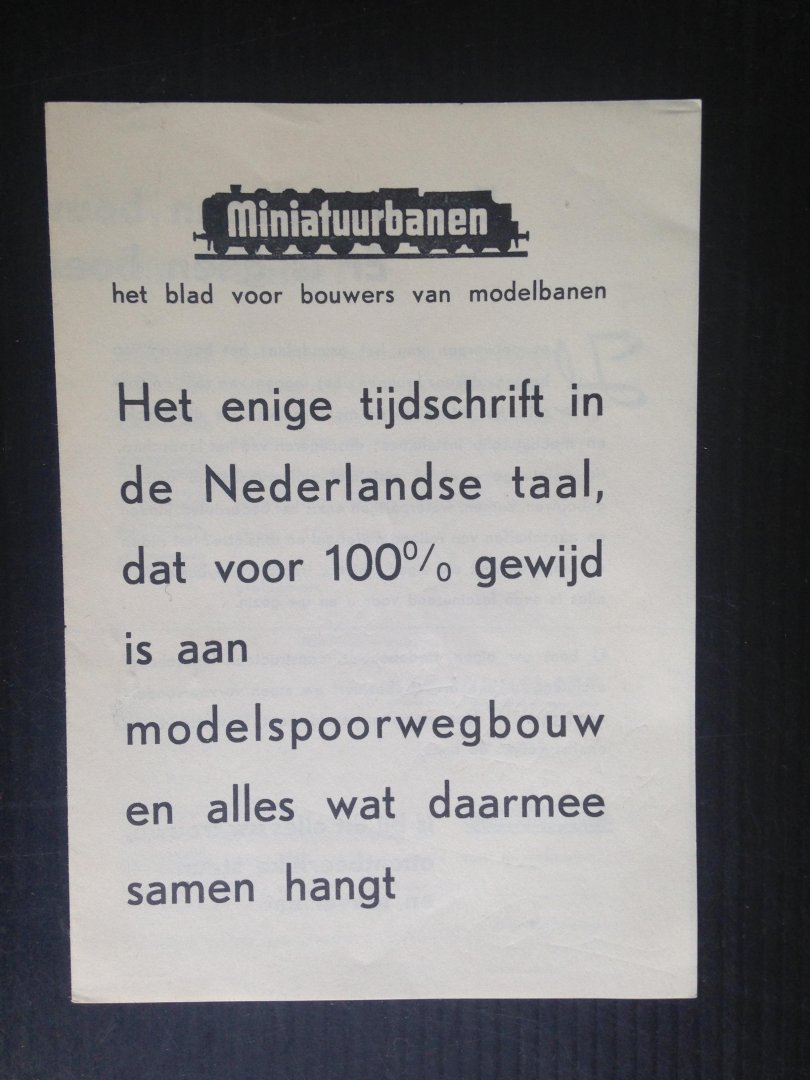 Miniatuurbanen
het blad voor bouwers van modelbanen
Het enige tijdschrift in
de Nederlandse taal,
dat voor 100% gewijd
is aan
modelspoorwegbouw
en alles wat daarmee
samen hangt